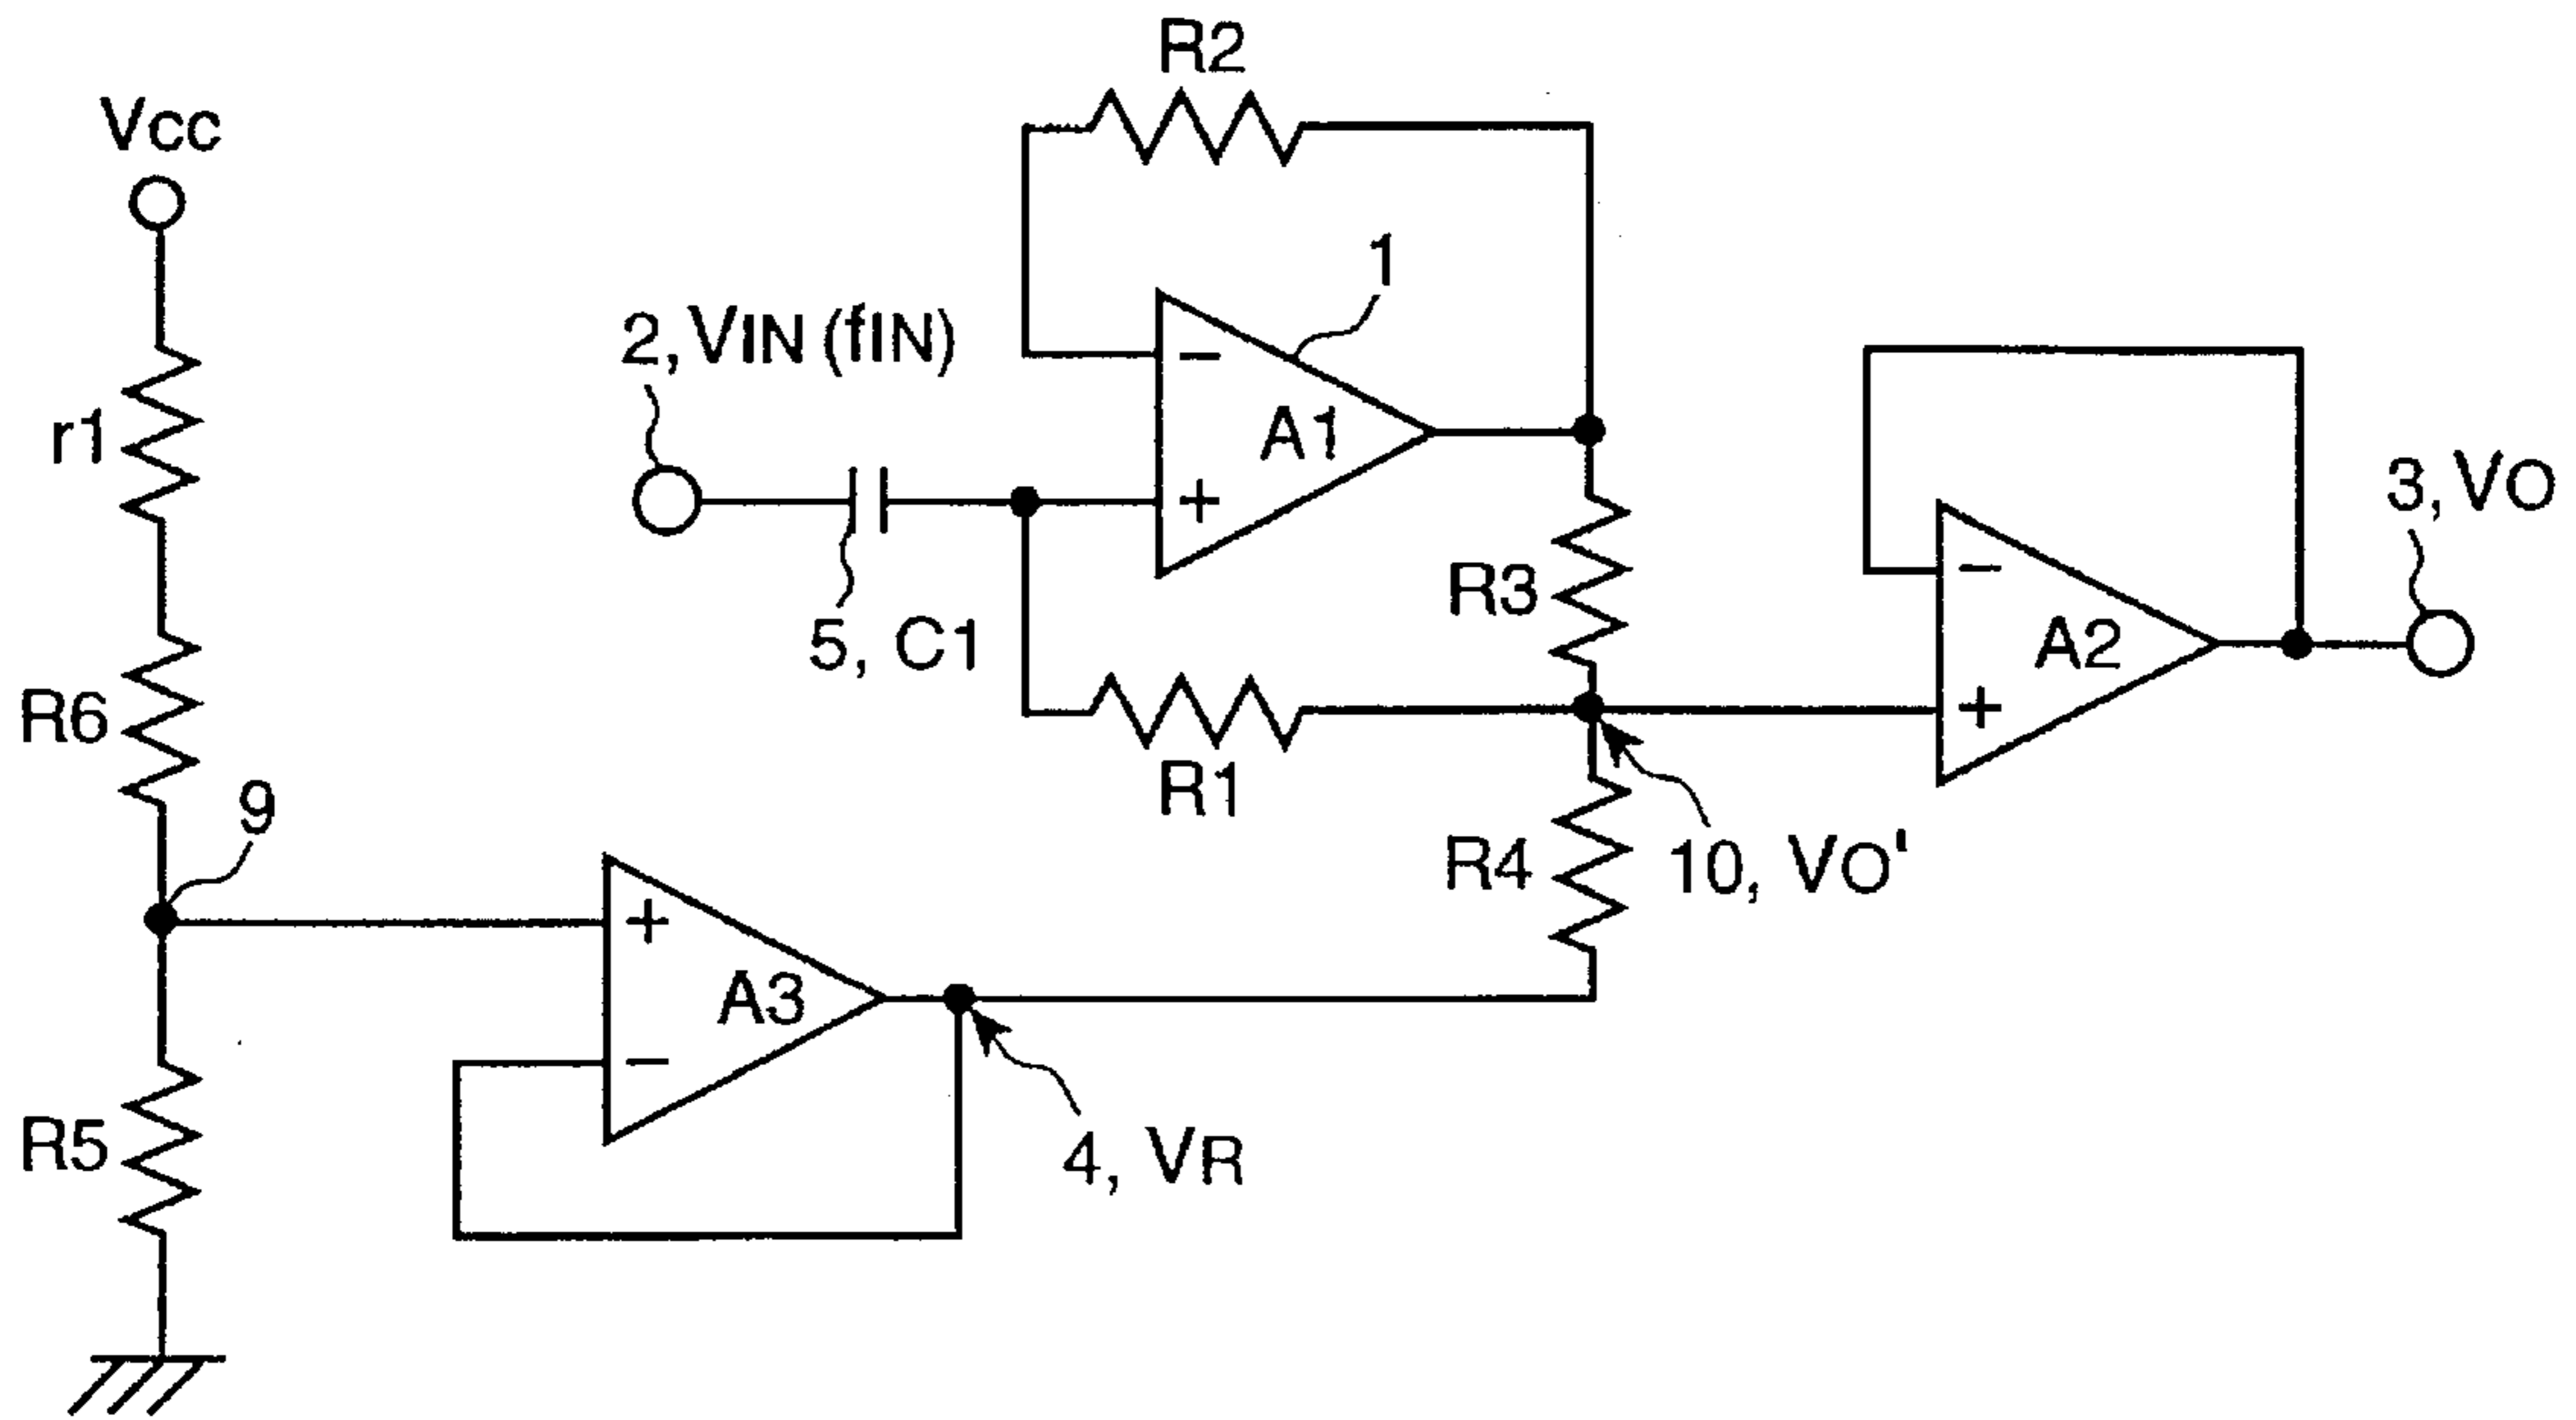 R2
Vcc
1
2, VIN (fIN)
r1
A1
3, VO
R3
5, C1
A2
R6
R1
9
R4
10, VO'
A3
R5
4, VR
−
+
−
+
+
−